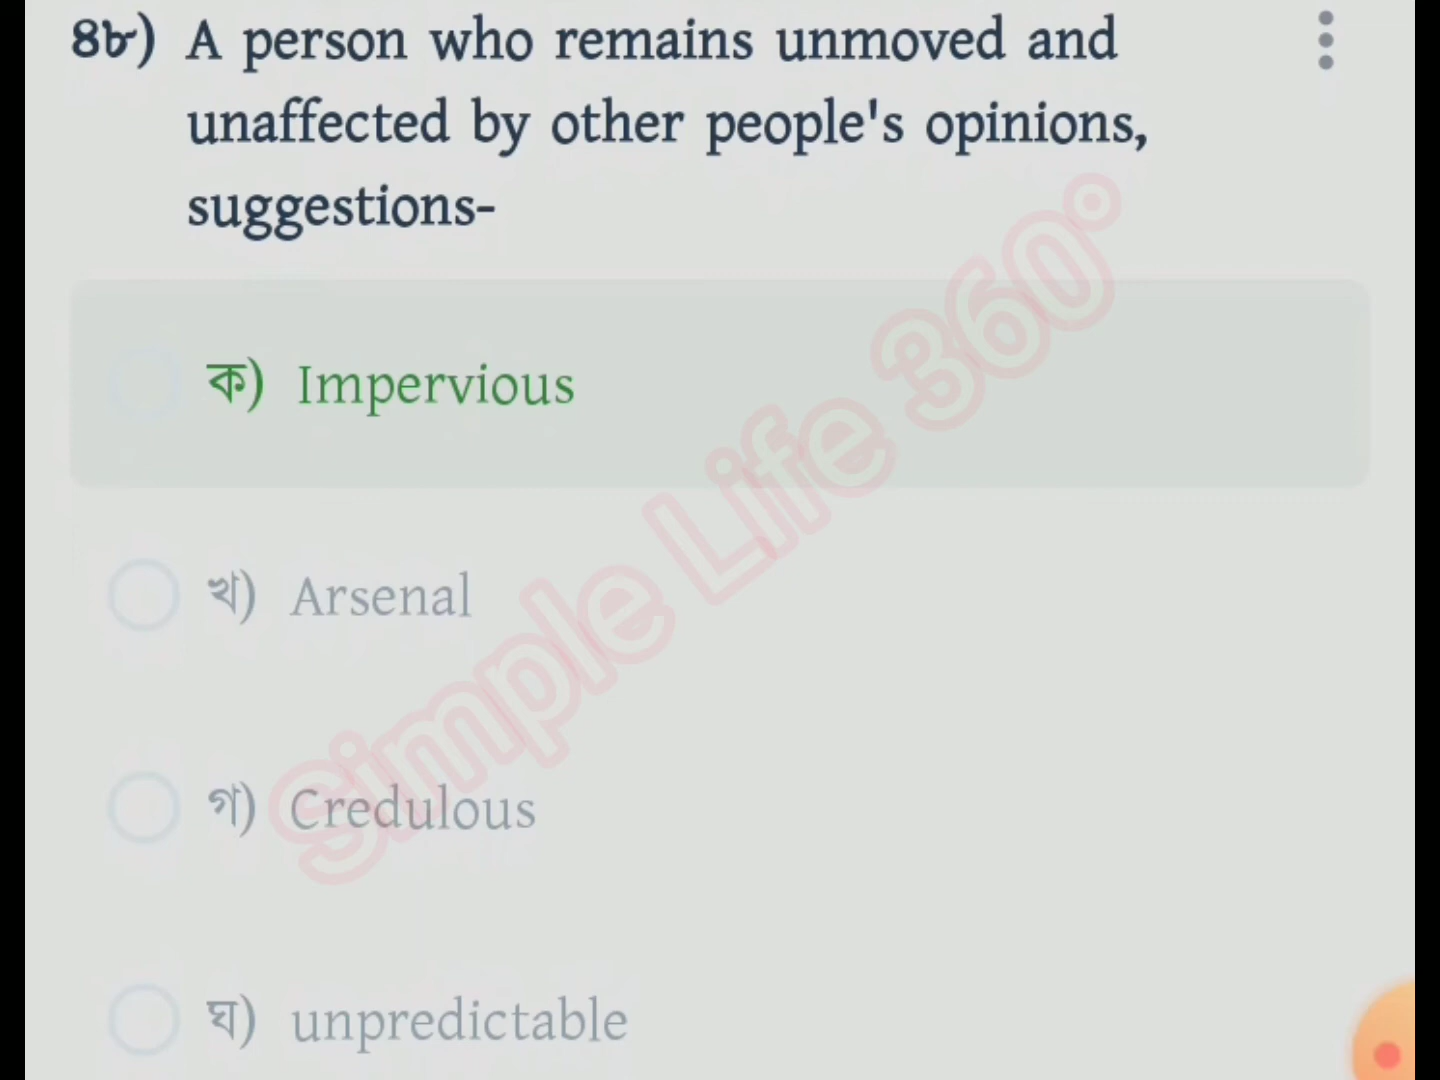 ৪৮) A person who remains unmoved and
unaffected by other people's opinions,
suggestions-
ক) Impervious
খ) Arsenal
গ) Credulous
ঘ) unpredictable
Simple Life 360°